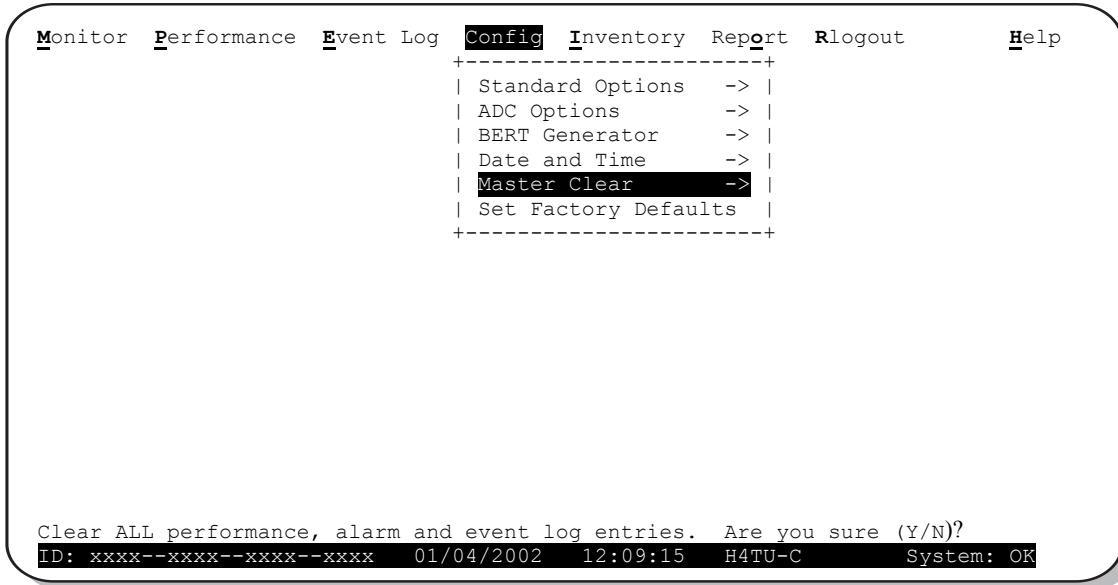 Monitor Performance Event Log Config Inventory Report Rlogout Help
+-----------------------+
| Standard Options -> |
| ADC Options -> |
| BERT Generator -> |
| Date and Time -> |
| Master Clear -> |
| Set Factory Defaults |
+-----------------------+
Clear ALL performance, alarm and event log entries. Are you sure (Y/N)?
ID: xxxx--xxxx--xxxx--xxxx 01/04/2002 12:09:15 H4TU-C System: OK